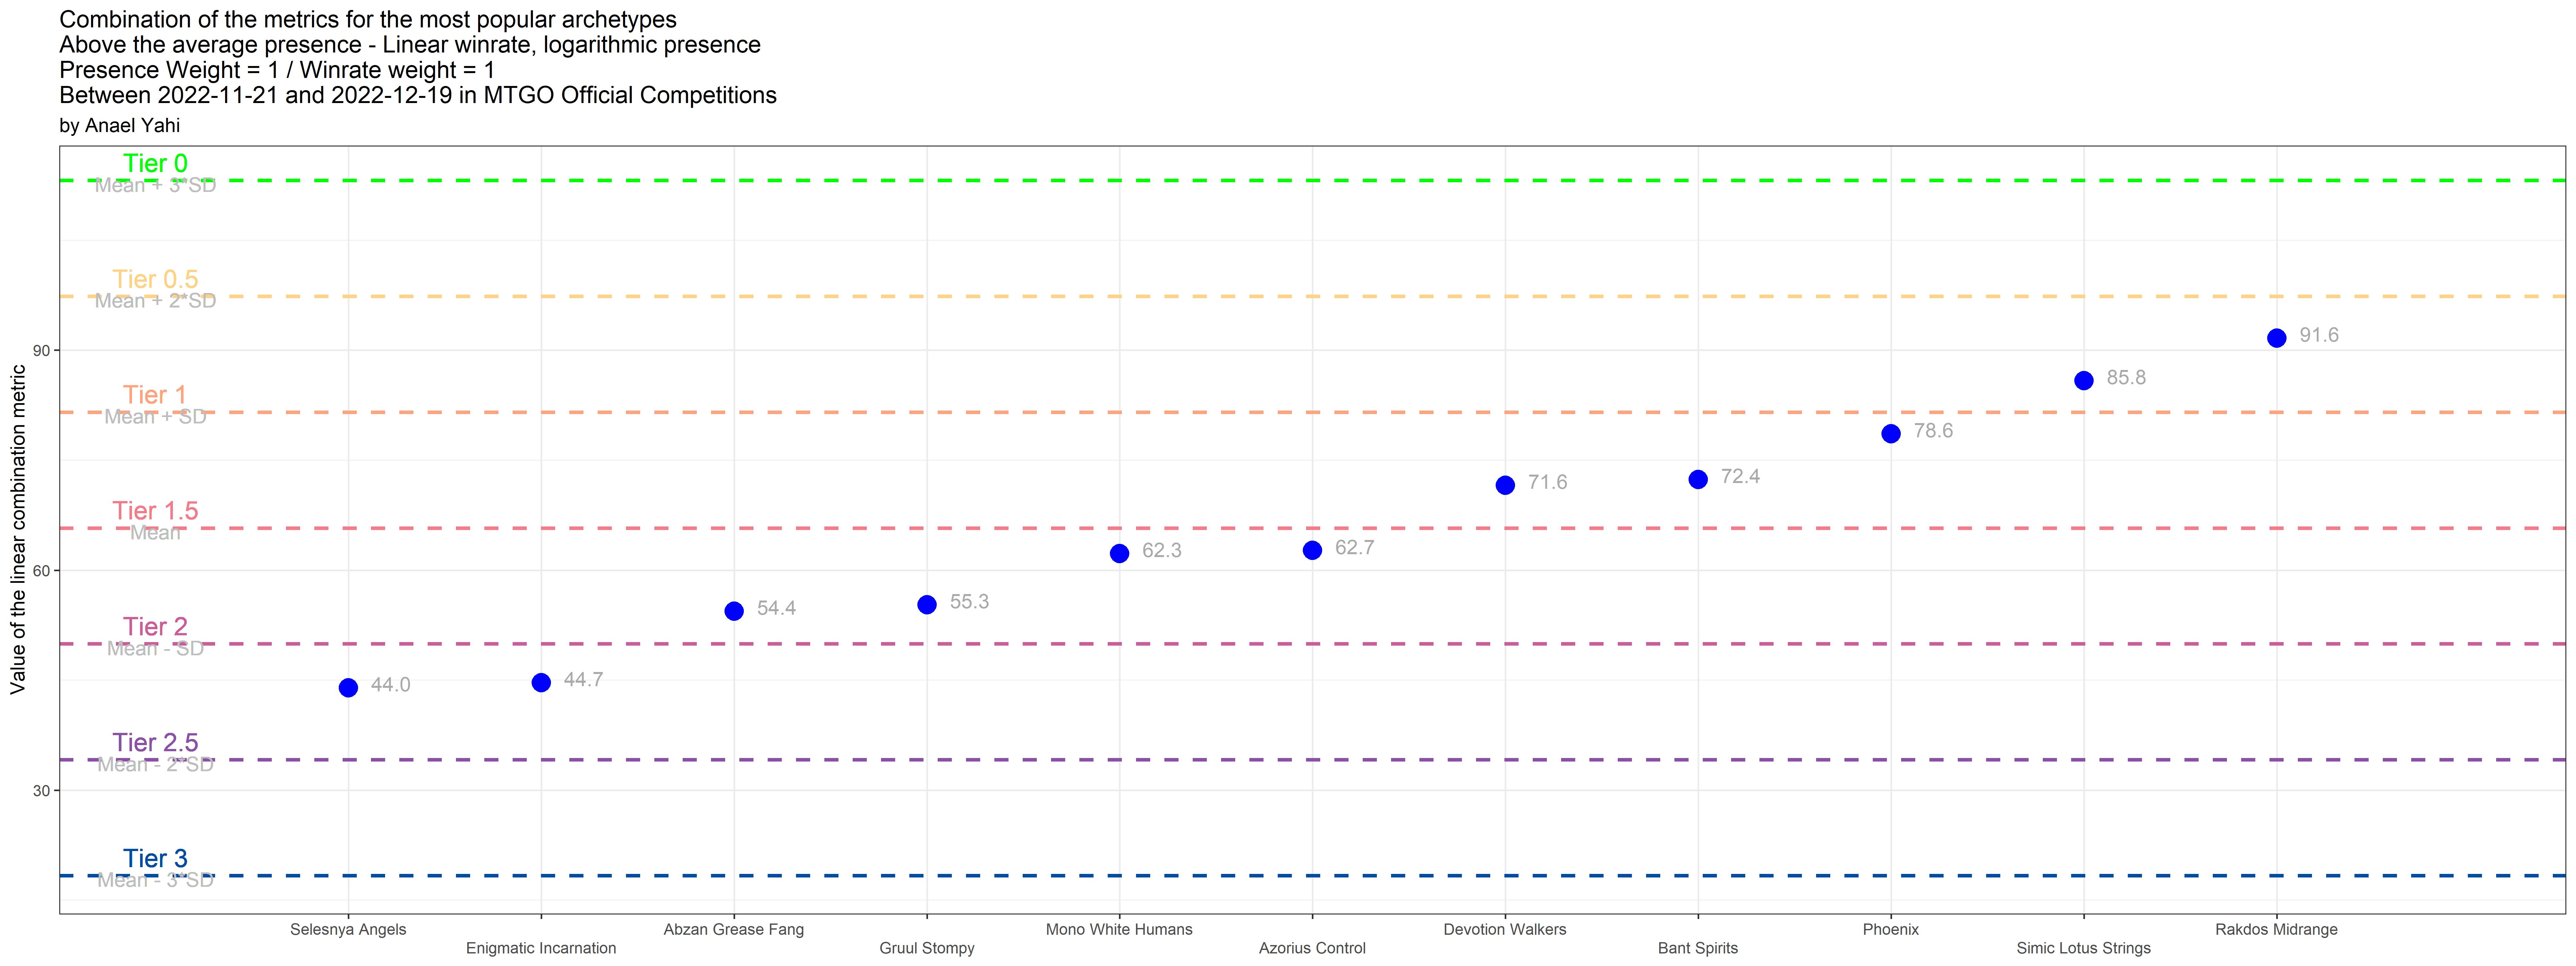 Combination of the metrics for the most popular archetypes
Above the average presence - Linear winrate, logarithmic presence
Presence Weight = 1 / Winrate weight = 1
Between 2022-11-21 and 2022-12-19 in MTGO Official Competitions
by Anael Yahi
Tier 0
Mean + 3*SD
Tier 0.5
Mean + 2*SD
Tier 1
Mean + SD
Tier 1.5
Mean
Tier 2
Mean - SD
Tier 2.5
Mean - 2*SD
Tier 3
Mean - 3*SD
Value of the linear combination metric
90
60
30
44.0
44.7
54.4
55.3
62.3
62.7
71.6
72.4
78.6
85.8
91.6
Selesnya Angels
Enigmatic Incarnation
Abzan Grease Fang
Gruul Stompy
Mono White Humans
Azorius Control
Devotion Walkers
Bant Spirits
Phoenix
Simic Lotus Strings
Rakdos Midrange